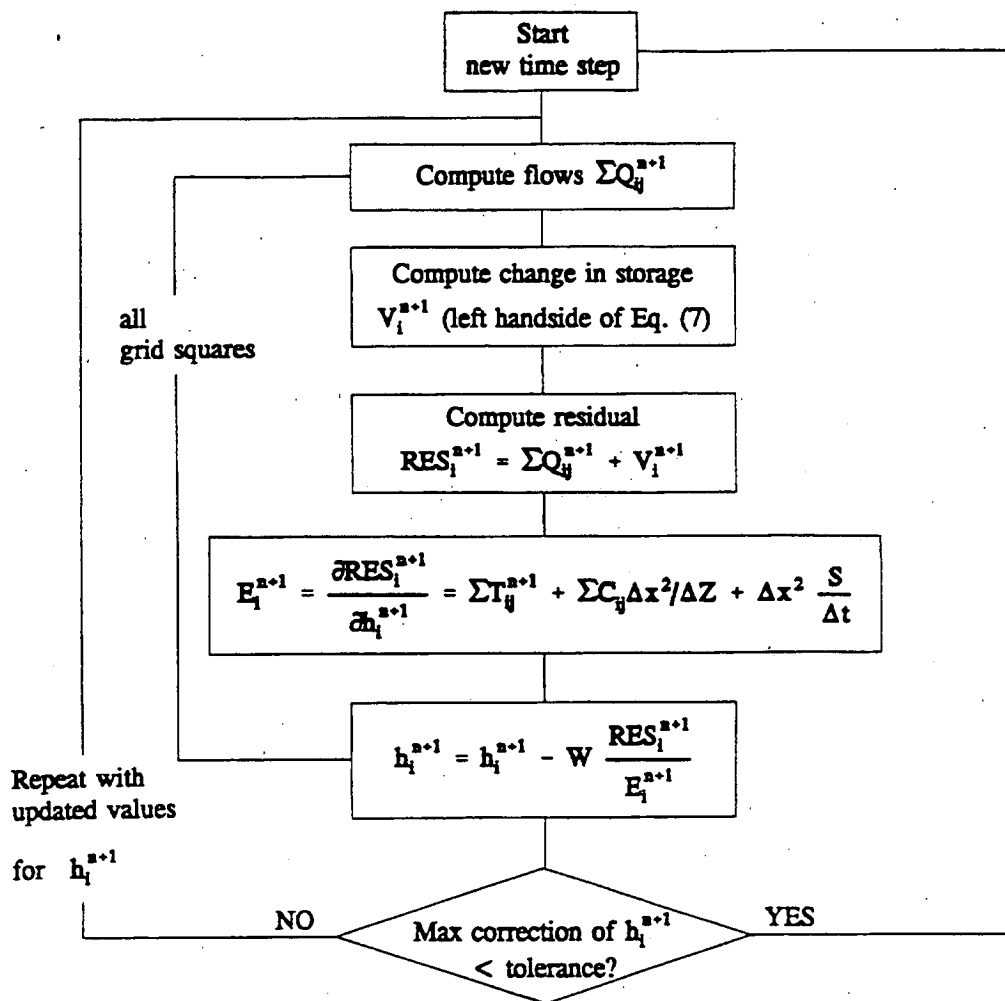 Start
new time step
Compute flows ΣQ_ij^{n+1}
Compute change in storage
V_i^{n+1} (left handside of Eq. (7)
all
grid squares
Compute residual
RES_i^{n+1} = ΣQ_ij^{n+1} + V_i^{n+1}
E_i^{n+1} = ∂RES_i^{n+1} / ∂h_i^{n+1} = ΣT_ij^{n+1} + ΣC_ijΔx²/ΔZ + Δx² S/Δt
h_i^{n+1} = h_i^{n+1} - W RES_i^{n+1} / E_i^{n+1}
Repeat with
updated values
for h_i^{n+1}
NO
YES
Max correction of h_i^{n+1}
< tolerance?